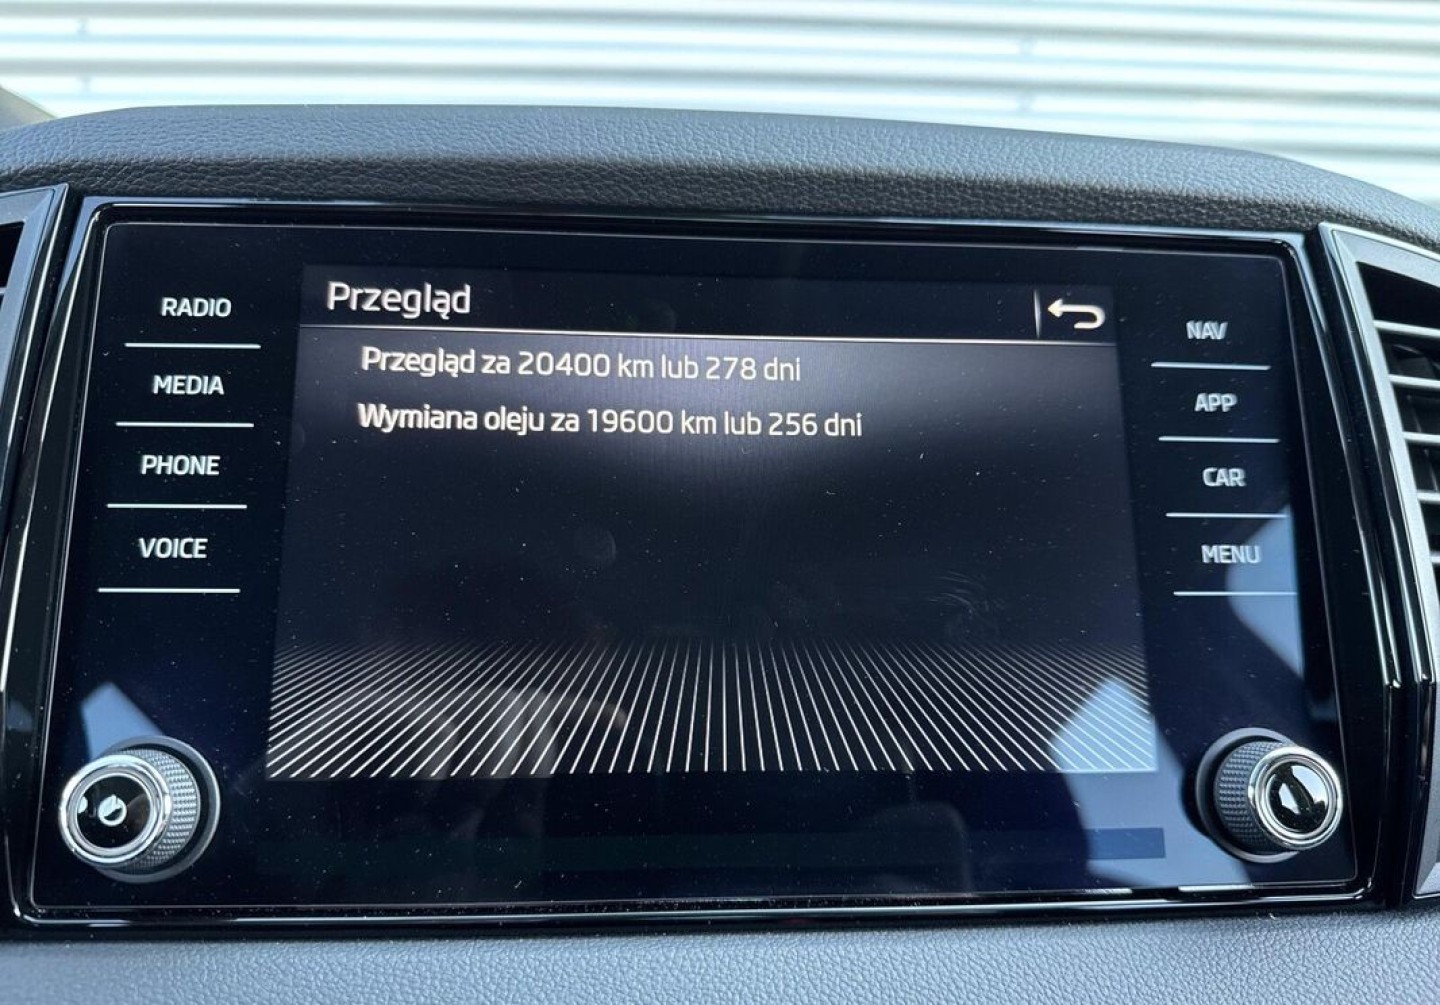 RADIO
MEDIA
PHONE
VOICE
Przegląd
Przegląd za 20400 km lub 278 dni
Wymiana oleju za 19600 km lub 256 dni
NAV
APP
CAR
MENU